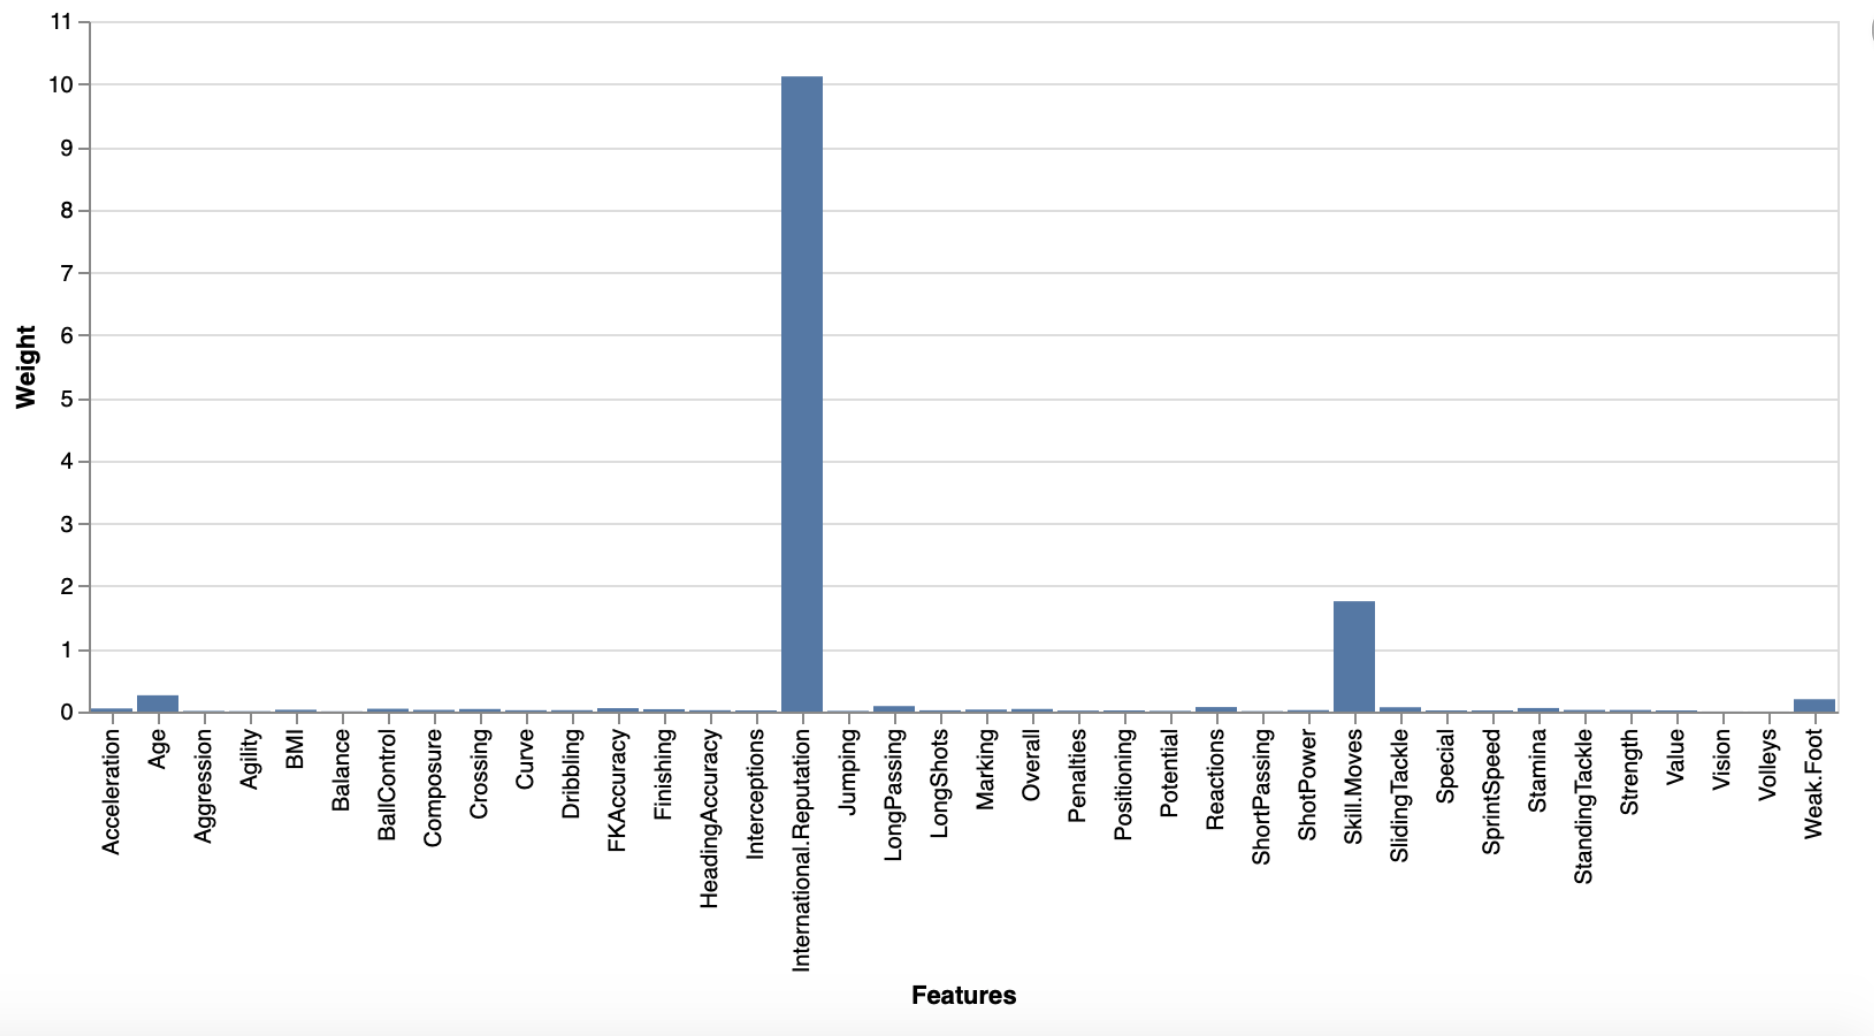 11
10
9
8
7
6
5
4
3
2
1
0
Weight
Acceleration
Age
Aggression
Agility
BMI
Balance
BallControl
Composure
Crossing
Curve
Dribbling
FKAccuracy
Finishing
HeadingAccuracy
Interceptions
International.Reputation
Jumping
LongPassing
LongShots
Marking
Overall
Penalties
Positioning
Potential
Reactions
ShortPassing
ShotPower
Skill.Moves
SlidingTackle
Special
SprintSpeed
Stamina
StandingTackle
Strength
Value
Vision
Volleys
Weak.Foot
Features